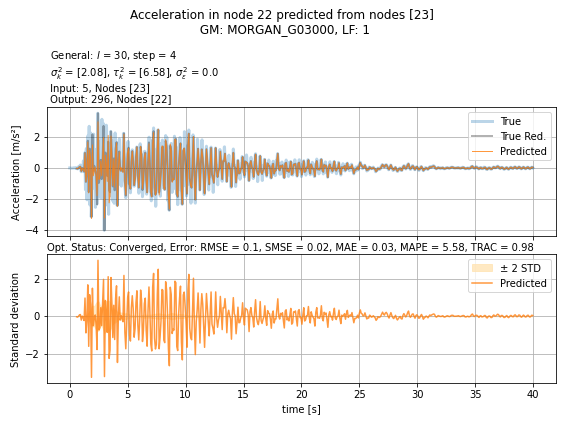 Acceleration in node 22 predicted from nodes [23]
GM: MORGAN_G03000, LF: 1
General: l = 30, step = 4
σ²ₖ = [2.08], τ²ₖ = [6.58], σ²ε = 0.0
Input: 5, Nodes [23]
Output: 296, Nodes [22]
Acceleration [m/s²]
2
0
−2
−4
True
True Red.
Predicted
Opt. Status: Converged, Error: RMSE = 0.1, SMSE = 0.02, MAE = 0.03, MAPE = 5.58, TRAC = 0.98
Standard deviation
2
0
−2
± 2 STD
Predicted
0 5 10 15 20 25 30 35 40
time [s]